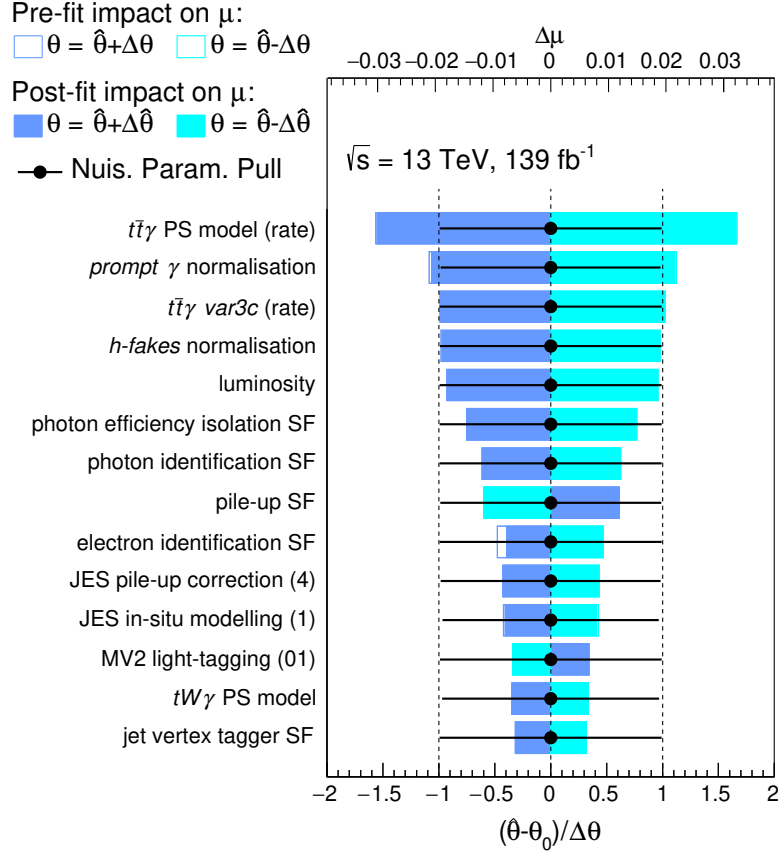 Pre-fit impact on μ:
θ = θ̂+Δθ θ = θ̂-Δθ
Post-fit impact on μ:
θ = θ̂+Δθ̂ θ = θ̂-Δθ̂
Nuis. Param. Pull
Δμ
−0.03 −0.02 −0.01 0 0.01 0.02 0.03
√s = 13 TeV, 139 fb⁻¹
tt̄γ PS model (rate)
prompt γ normalisation
tt̄γ var3c (rate)
h-fakes normalisation
luminosity
photon efficiency isolation SF
photon identification SF
pile-up SF
electron identification SF
JES pile-up correction (4)
JES in-situ modelling (1)
MV2 light-tagging (01)
tWγ PS model
jet vertex tagger SF
−2 −1.5 −1 −0.5 0 0.5 1 1.5 2
(θ̂-θ₀)/Δθ